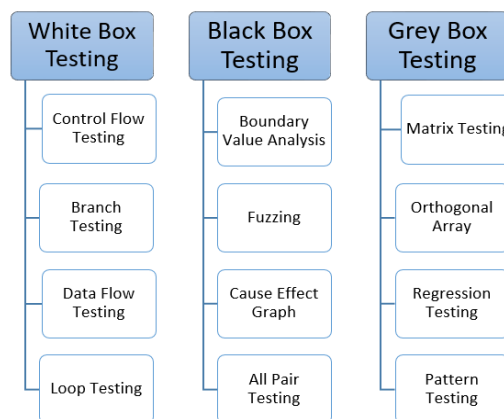 White Box
Testing
Control Flow
Testing
Branch
Testing
Data Flow
Testing
Loop Testing
Black Box
Testing
Boundary
Value Analysis
Fuzzing
Cause Effect
Graph
All Pair
Testing
Grey Box
Testing
Matrix Testing
Orthogonal
Array
Regression
Testing
Pattern
Testing